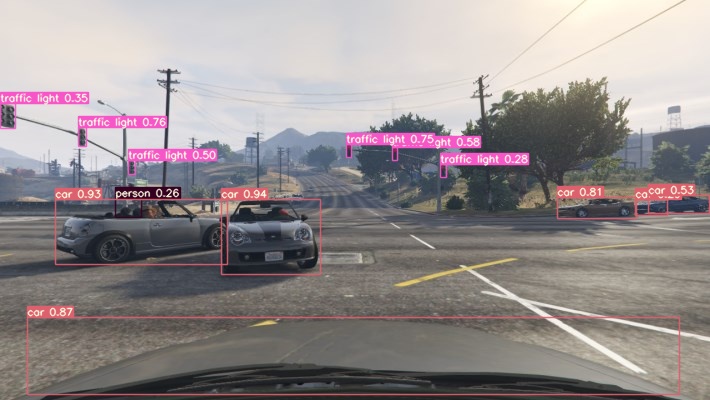 traffic light 0.35
traffic light 0.76
traffic light 0.50
traffic light 0.75
ght 0.58
traffic light 0.28
car 0.93
person 0.26
car 0.94
car 0.81
ca
car 0.53
car 0.87